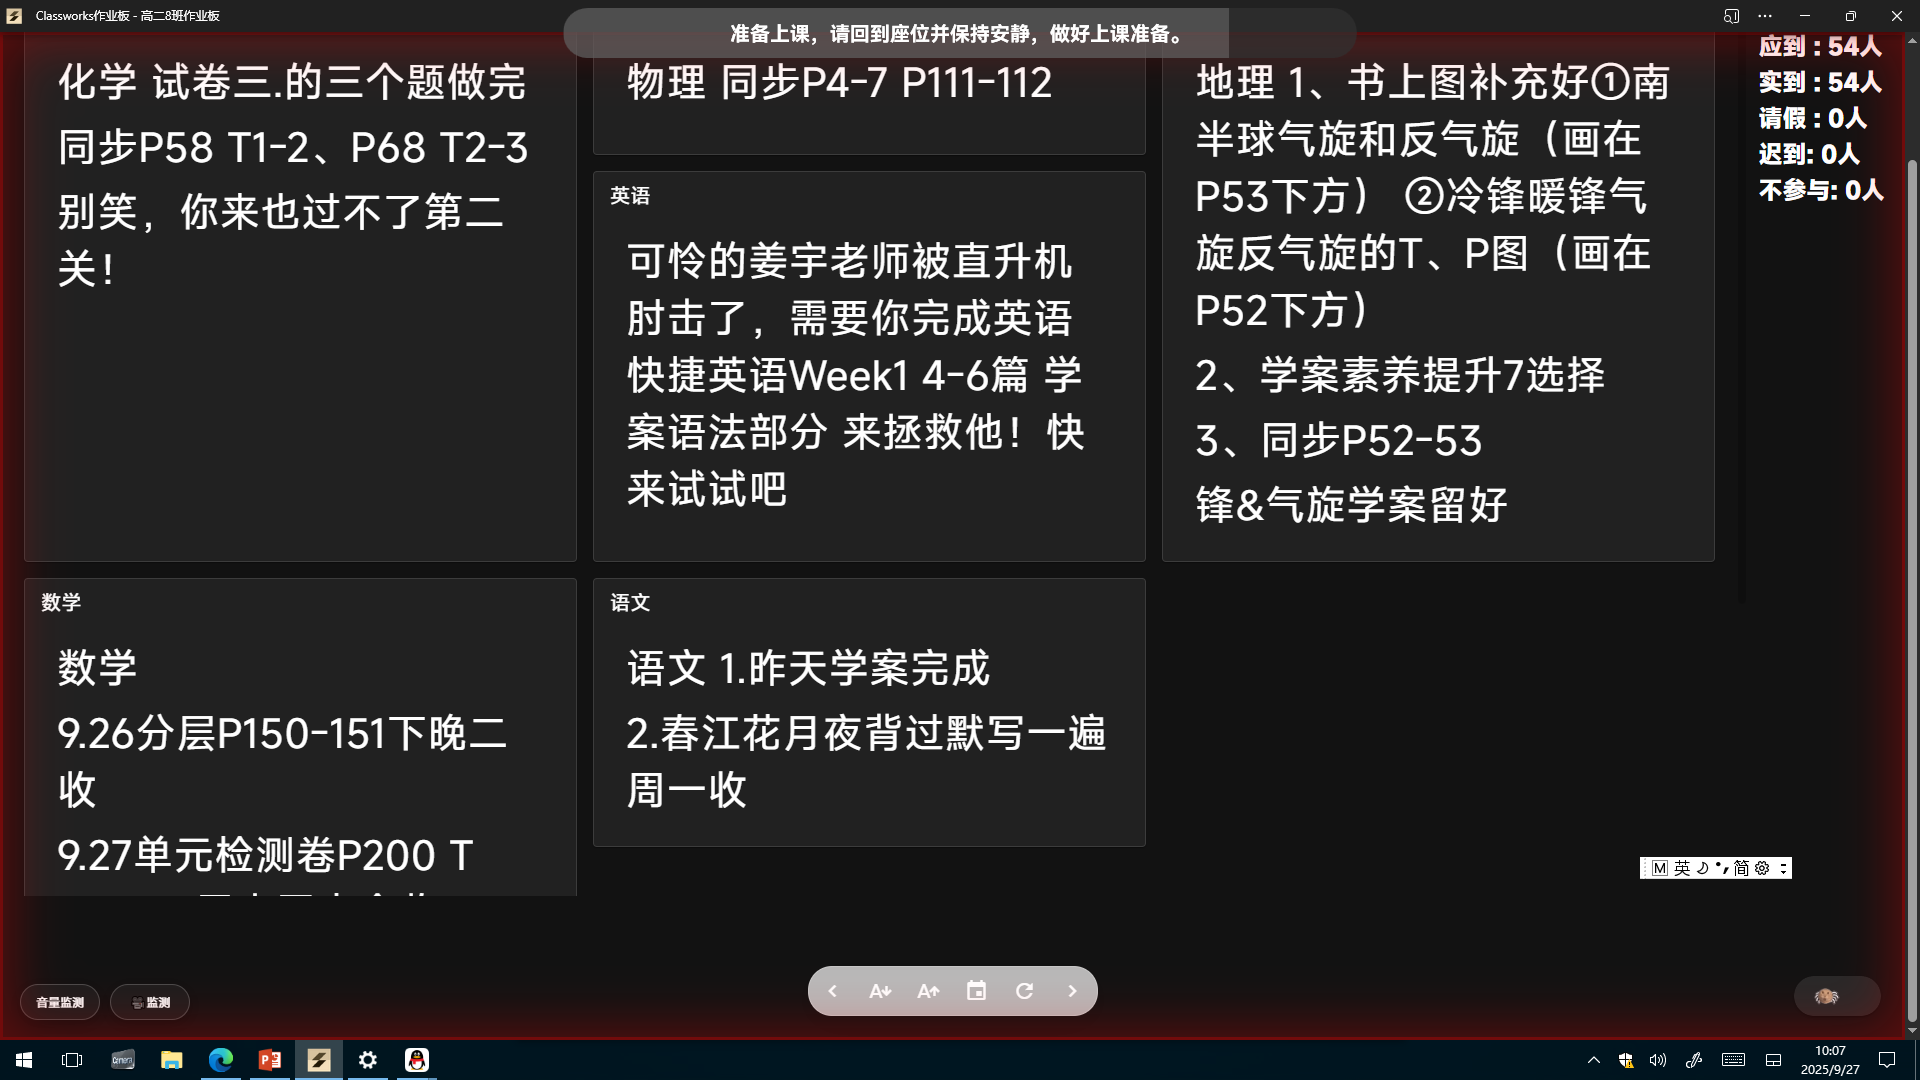 Classworks作业板 - 高二8班作业板
准备上课，请回到座位并保持安静，做好上课准备。
化学 试卷三.的三个题做完
同步P58 T1-2、P68 T2-3
别笑，你来也过不了第二
关！
物理 同步P4-7 P111-112
英语
可怜的姜宇老师被直升机
肘击了，需要你完成英语
快捷英语Week1 4-6篇 学
案语法部分 来拯救他！快
来试试吧
地理 1、书上图补充好①南
半球气旋和反气旋（画在
P53下方） ②冷锋暖锋气
旋反气旋的T、P图（画在
P52下方）
2、学案素养提升7选择
3、同步P52-53
锋&气旋学案留好
应到 : 54人
实到 : 54人
请假 : 0人
迟到: 0人
不参与: 0人
数学
数学
9.26分层P150-151下晚二
收
9.27单元检测卷P200 T
语文
语文 1.昨天学案完成
2.春江花月夜背过默写一遍
周一收
M 英 简
音量监测
监测
A A
10:07
2025/9/27